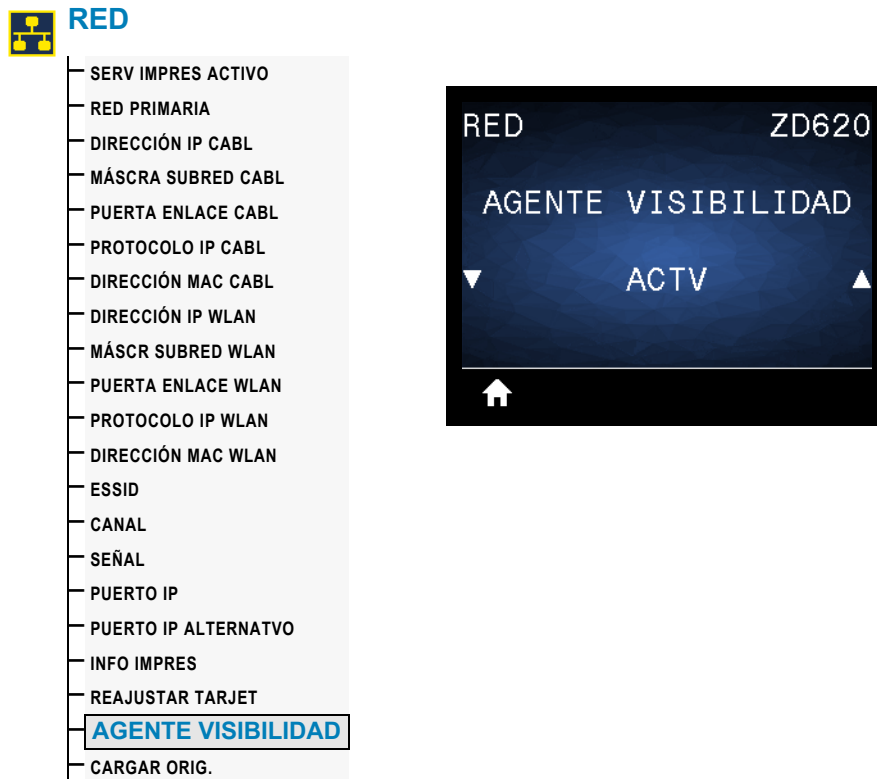 RED
SERV IMPRES ACTIVO
RED PRIMARIA
DIRECCIÓN IP CABL
MÁSCRA SUBRED CABL
PUERTA ENLACE CABL
PROTOCOLO IP CABL
DIRECCIÓN MAC CABL
DIRECCIÓN IP WLAN
MÁSCR SUBRED WLAN
PUERTA ENLACE WLAN
PROTOCOLO IP WLAN
DIRECCIÓN MAC WLAN
ESSID
CANAL
SEÑAL
PUERTO IP
PUERTO IP ALTERNATVO
INFO IMPRES
REAJUSTAR TARJET
AGENTE VISIBILIDAD
CARGAR ORIG.
RED ZD620
AGENTE VISIBILIDAD
ACTV